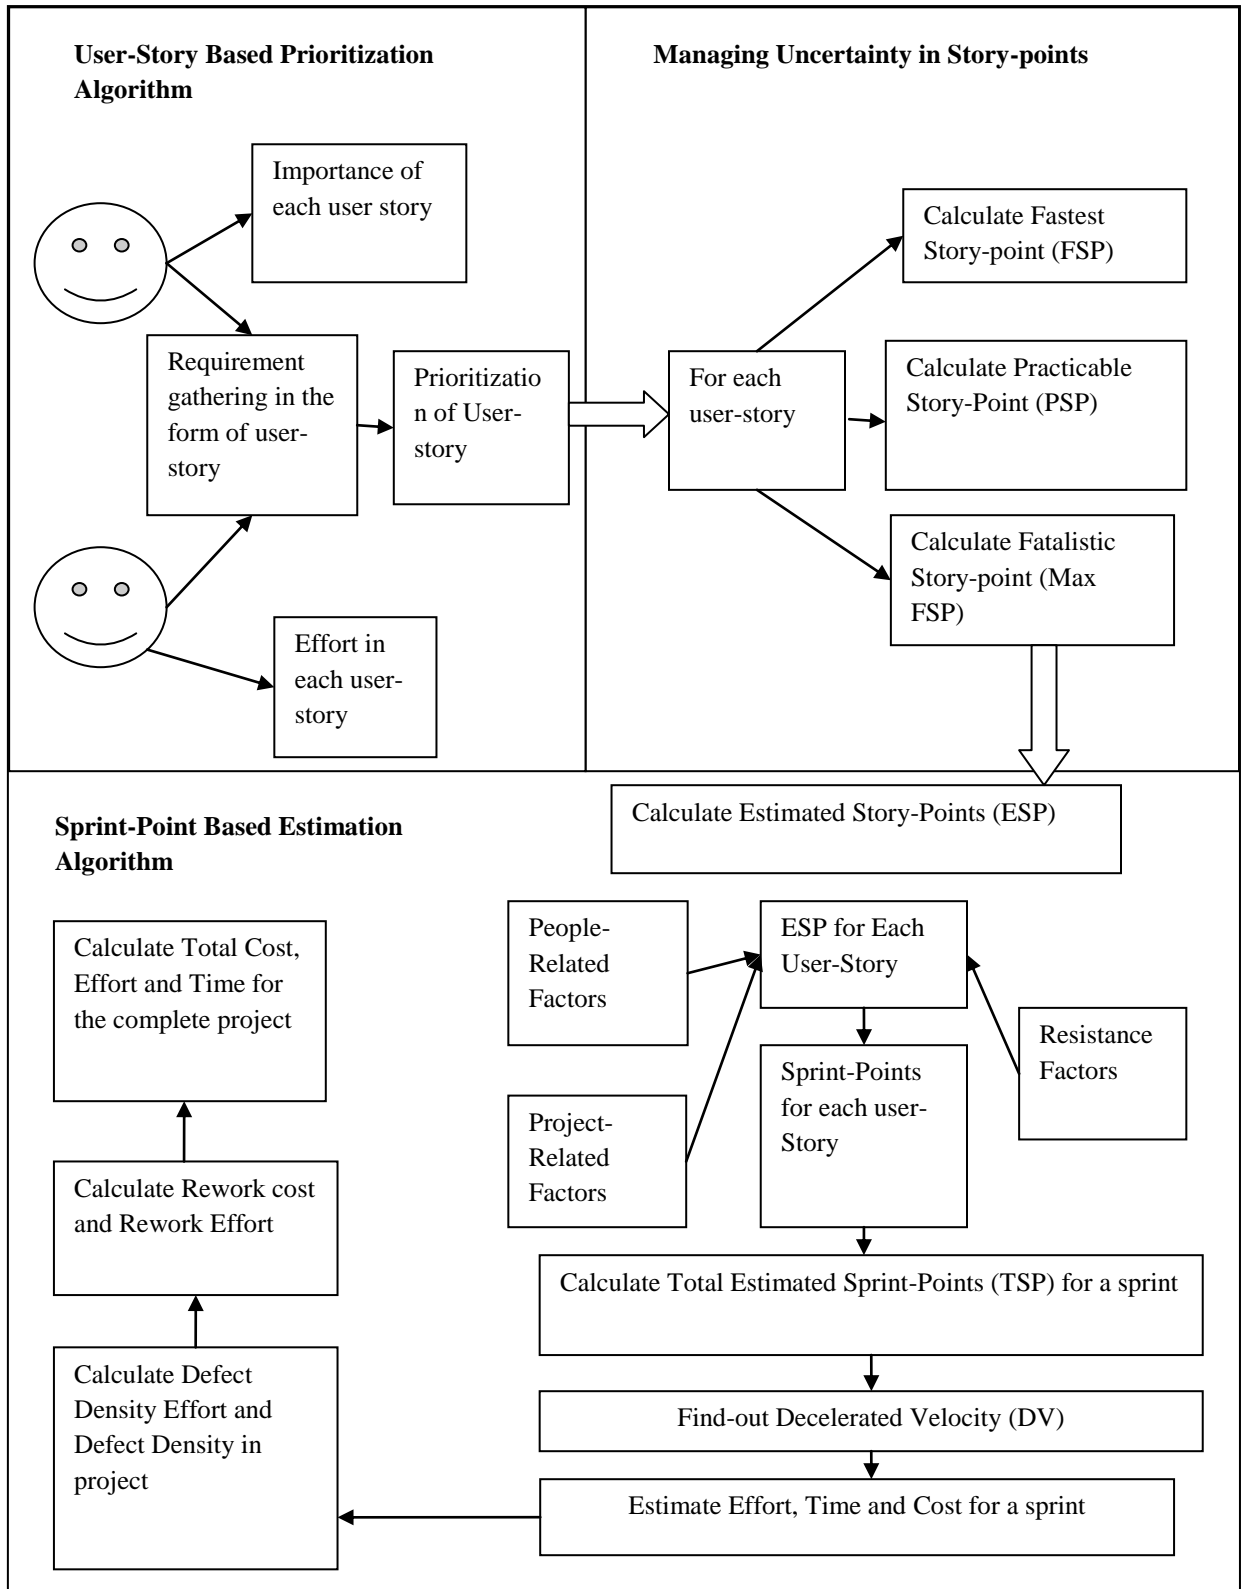 User-Story Based Prioritization
Algorithm
Importance of
each user story
Requirement
gathering in the
form of user-
story
Prioritizatio
n of User-
story
Effort in
each user-
story
Managing Uncertainty in Story-points
Calculate Fastest
Story-point (FSP)
For each
user-story
Calculate Practicable
Story-Point (PSP)
Calculate Fatalistic
Story-point (Max
FSP)
Calculate Estimated Story-Points (ESP)
Sprint-Point Based Estimation
Algorithm
People-
Related
Factors
ESP for Each
User-Story
Resistance
Factors
Project-
Related
Factors
Sprint-Points
for each user-
Story
Calculate Total Estimated Sprint-Points (TSP) for a sprint
Find-out Decelerated Velocity (DV)
Estimate Effort, Time and Cost for a sprint
Calculate Defect
Density Effort and
Defect Density in
project
Calculate Rework cost
and Rework Effort
Calculate Total Cost,
Effort and Time for
the complete project